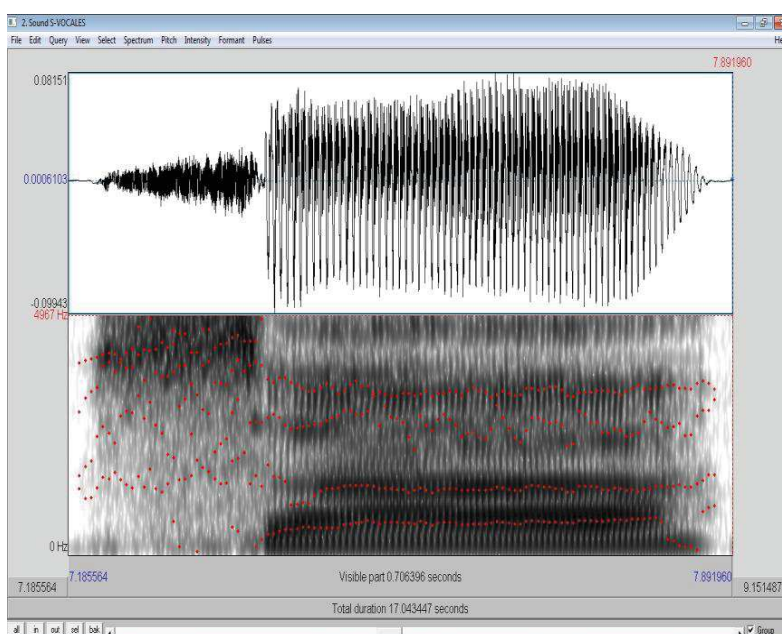 2. Sound S-VOCALES
File Edit Query View Select Spectrum Pitch Intensity Formant Pulses
7.891960
0.08151
0.0006103
-0.09943
4967 Hz
0 Hz
7.185564 Visible part 0.706396 seconds 7.891960
7.185564 9.151487
Total duration 17.043447 seconds
all in out sel bak Group